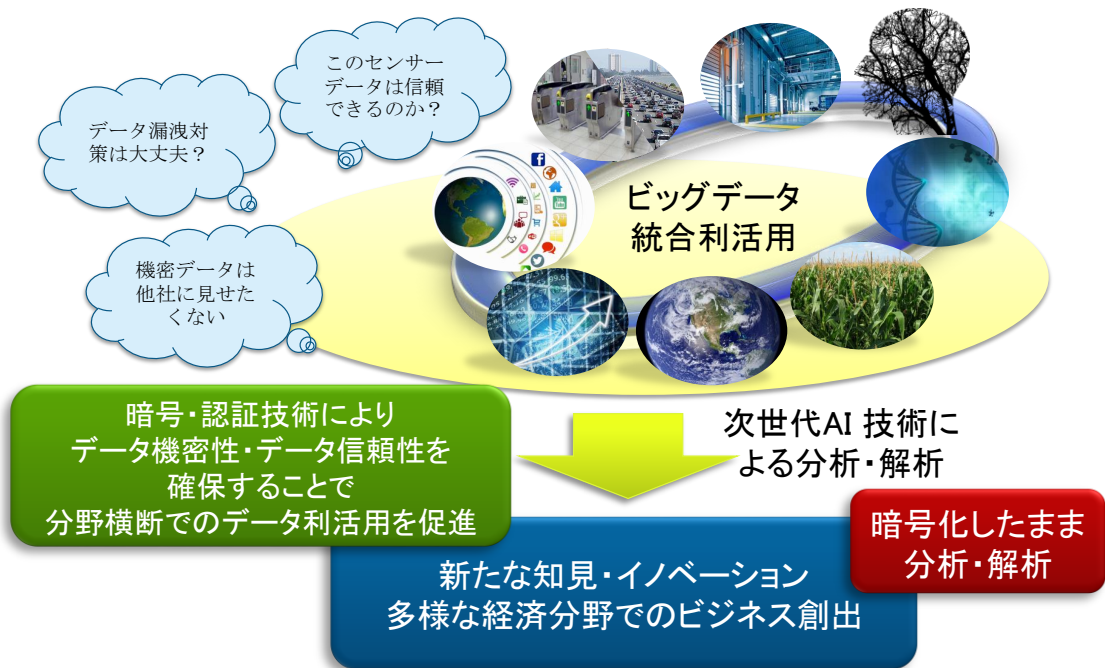 このセンサー
データは信頼
できるのか？
データ漏洩対
策は大丈夫？
機密データは
他社に見せた
くない
ビッグデータ
統合利活用
暗号・認証技術により
データ機密性・データ信頼性を
確保することで
分野横断でのデータ利活用を促進
次世代AI 技術に
よる分析・解析
暗号化したまま
分析・解析
新たな知見・イノベーション
多様な経済分野でのビジネス創出